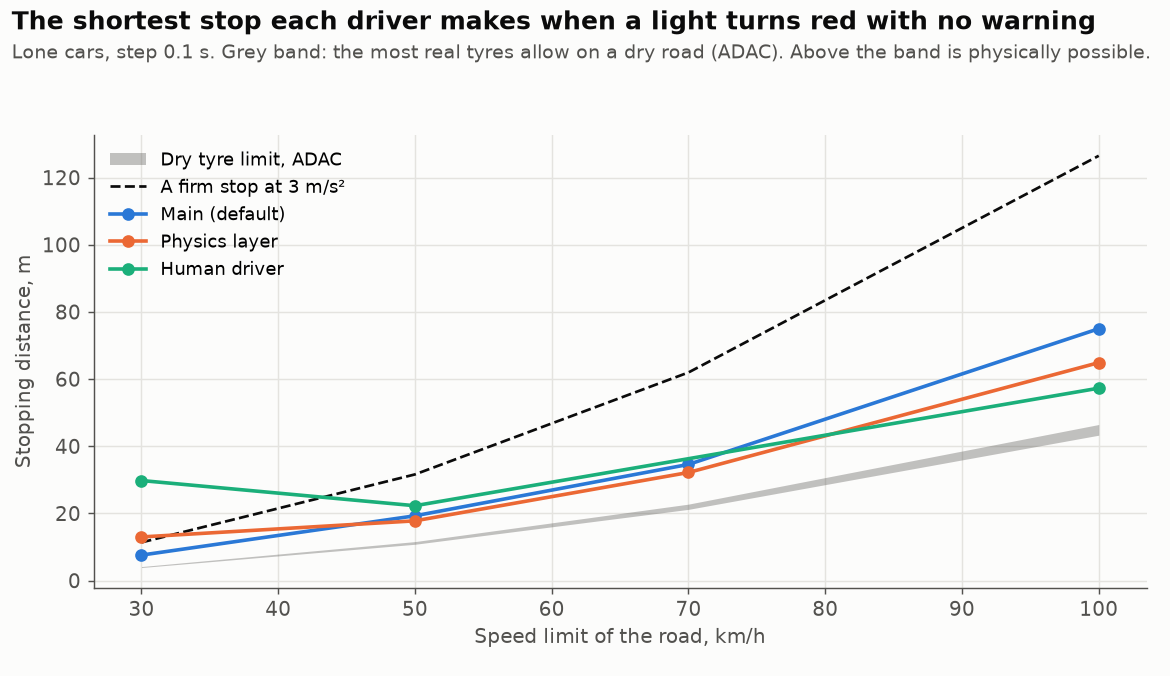 The shortest stop each driver makes when a light turns red with no warning
Lone cars, step 0.1 s. Grey band: the most real tyres allow on a dry road (ADAC). Above the band is physically possible.
Dry tyre limit, ADAC
A firm stop at 3 m/s²
Main (default)
Physics layer
Human driver
Stopping distance, m
120
100
80
60
40
20
0
30 40 50 60 70 80 90 100
Speed limit of the road, km/h